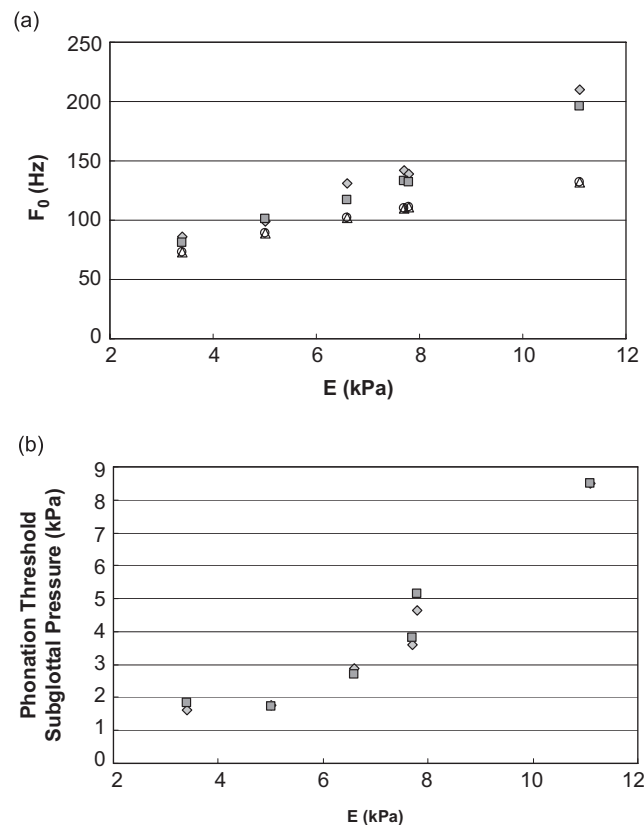 (a)
250
200
150
100
50
0
F0 (Hz)
2 4 6 8 10 12
E (kPa)
(b)
9
8
7
6
5
4
3
2
1
0
Phonation Threshold
Subglottal Pressure (kPa)
2 4 6 8 10 12
E (kPa)